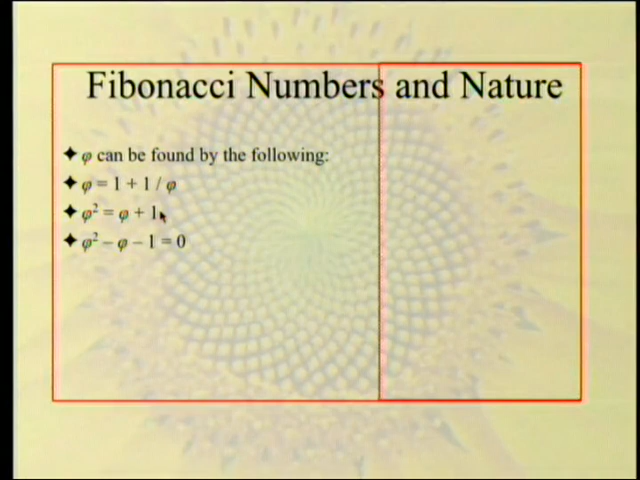 Fibonacci Numbers and Nature
✦ φ can be found by the following:
✦ φ = 1 + 1 / φ
✦ φ² = φ + 1
✦ φ² – φ – 1 = 0